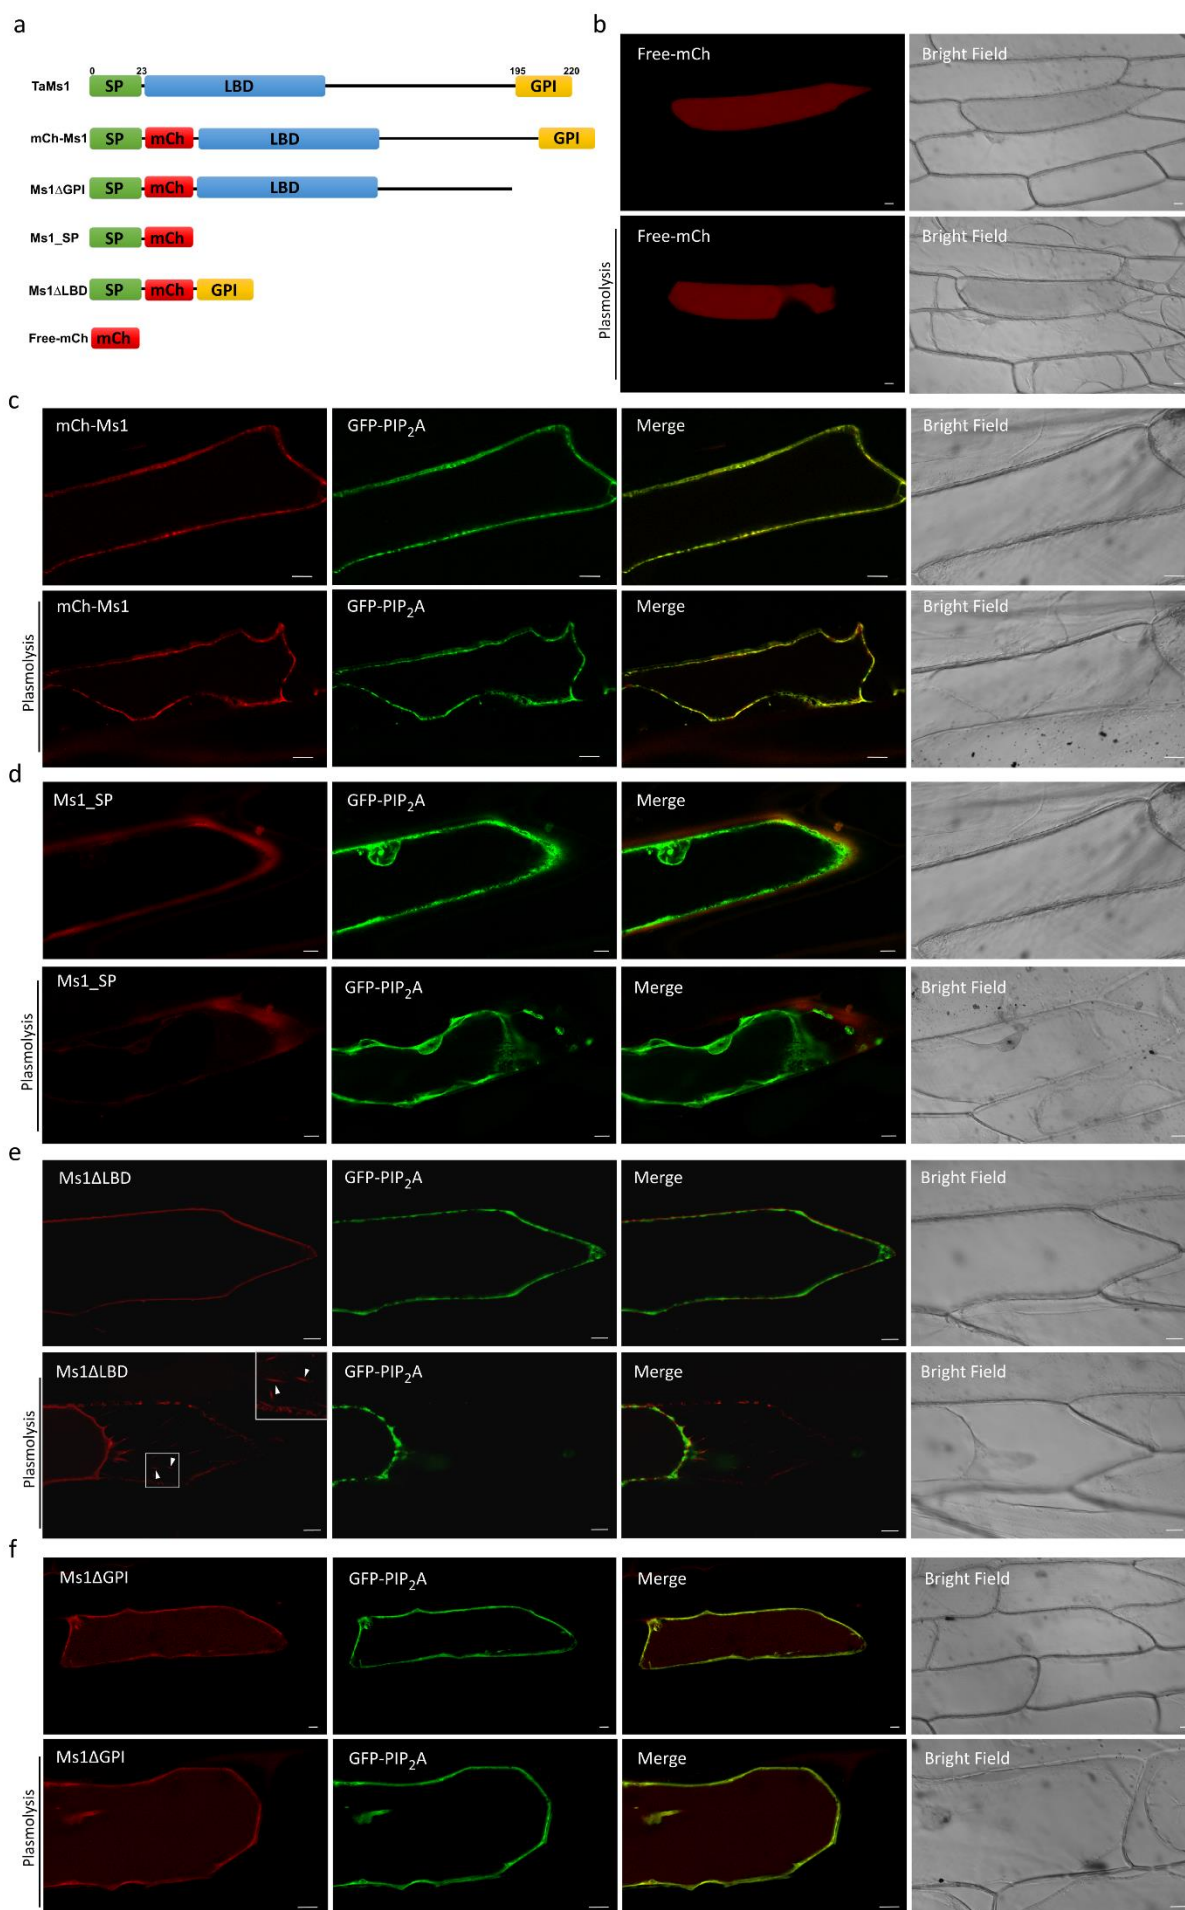 a
0 23 195 220
TaMs1 SP LBD GPI
mCh-Ms1 SP mCh LBD GPI
Ms1ΔGPI SP mCh LBD
Ms1_SP SP mCh
Ms1ΔLBD SP mCh GPI
Free-mCh mCh
b
Free-mCh Bright Field
Plasmolysis
Free-mCh Bright Field
c
mCh-Ms1 GFP-PIP₂A Merge Bright Field
Plasmolysis
mCh-Ms1 GFP-PIP₂A Merge Bright Field
d
Ms1_SP GFP-PIP₂A Merge Bright Field
Plasmolysis
Ms1_SP GFP-PIP₂A Merge Bright Field
e
Ms1ΔLBD GFP-PIP₂A Merge Bright Field
Plasmolysis
Ms1ΔLBD GFP-PIP₂A Merge Bright Field
f
Ms1ΔGPI GFP-PIP₂A Merge Bright Field
Plasmolysis
Ms1ΔGPI GFP-PIP₂A Merge Bright Field